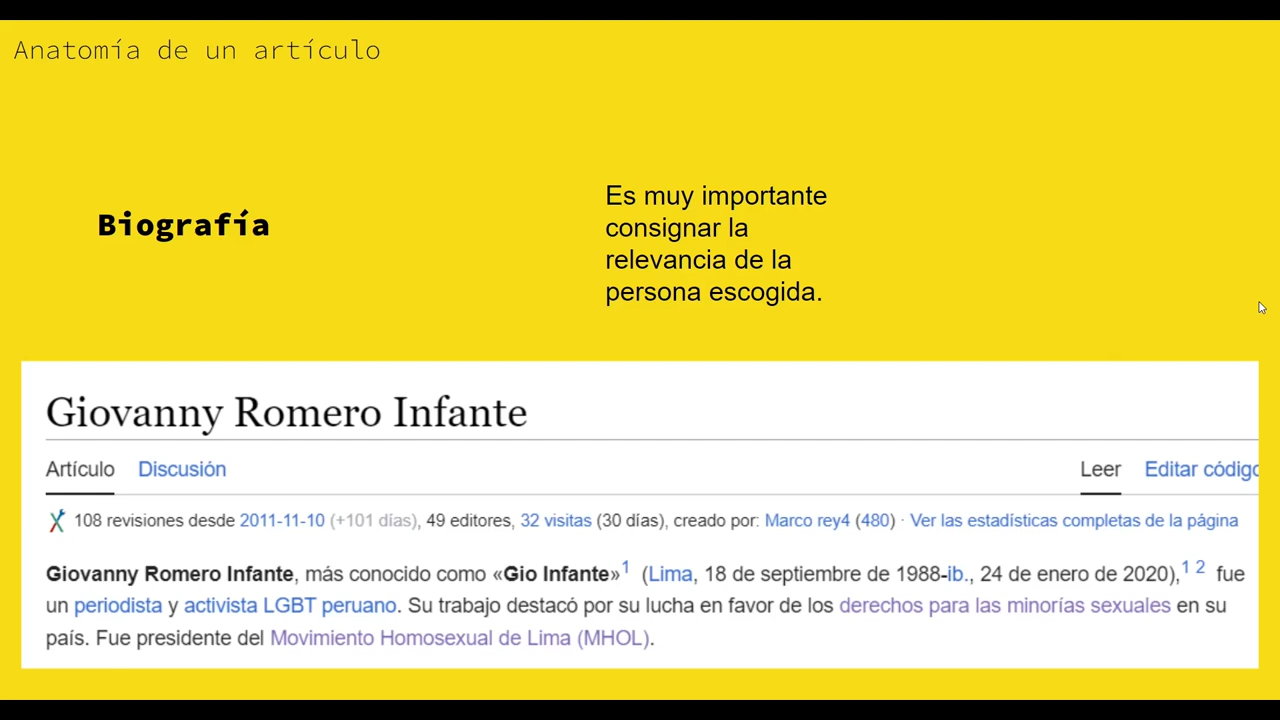 Anatomía de un artículo
Biografía
Es muy importante
consignar la
relevancia de la
persona escogida.
Giovanny Romero Infante
Artículo Discusión Leer Editar códig
108 revisiones desde 2011-11-10 (+101 días), 49 editores, 32 visitas (30 días), creado por: Marco rey4 (480) · Ver las estadísticas completas de la página
Giovanny Romero Infante, más conocido como «Gio Infante»1 (Lima, 18 de septiembre de 1988-ib., 24 de enero de 2020),1 2 fue
un periodista y activista LGBT peruano. Su trabajo destacó por su lucha en favor de los derechos para las minorías sexuales en su
país. Fue presidente del Movimiento Homosexual de Lima (MHOL).